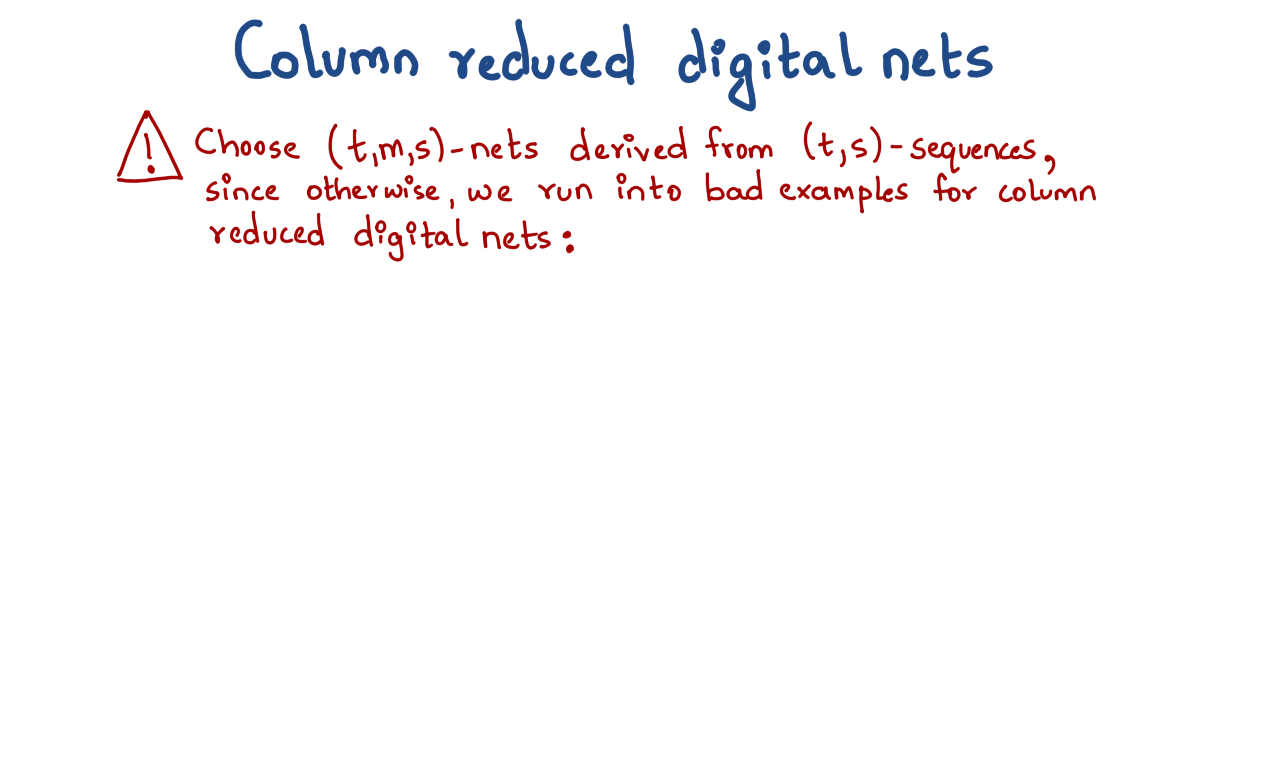 Column reduced digital nets
! Choose (t,m,s)-nets derived from (t,s)-sequences,
since otherwise, we run into bad examples for column
reduced digital nets: